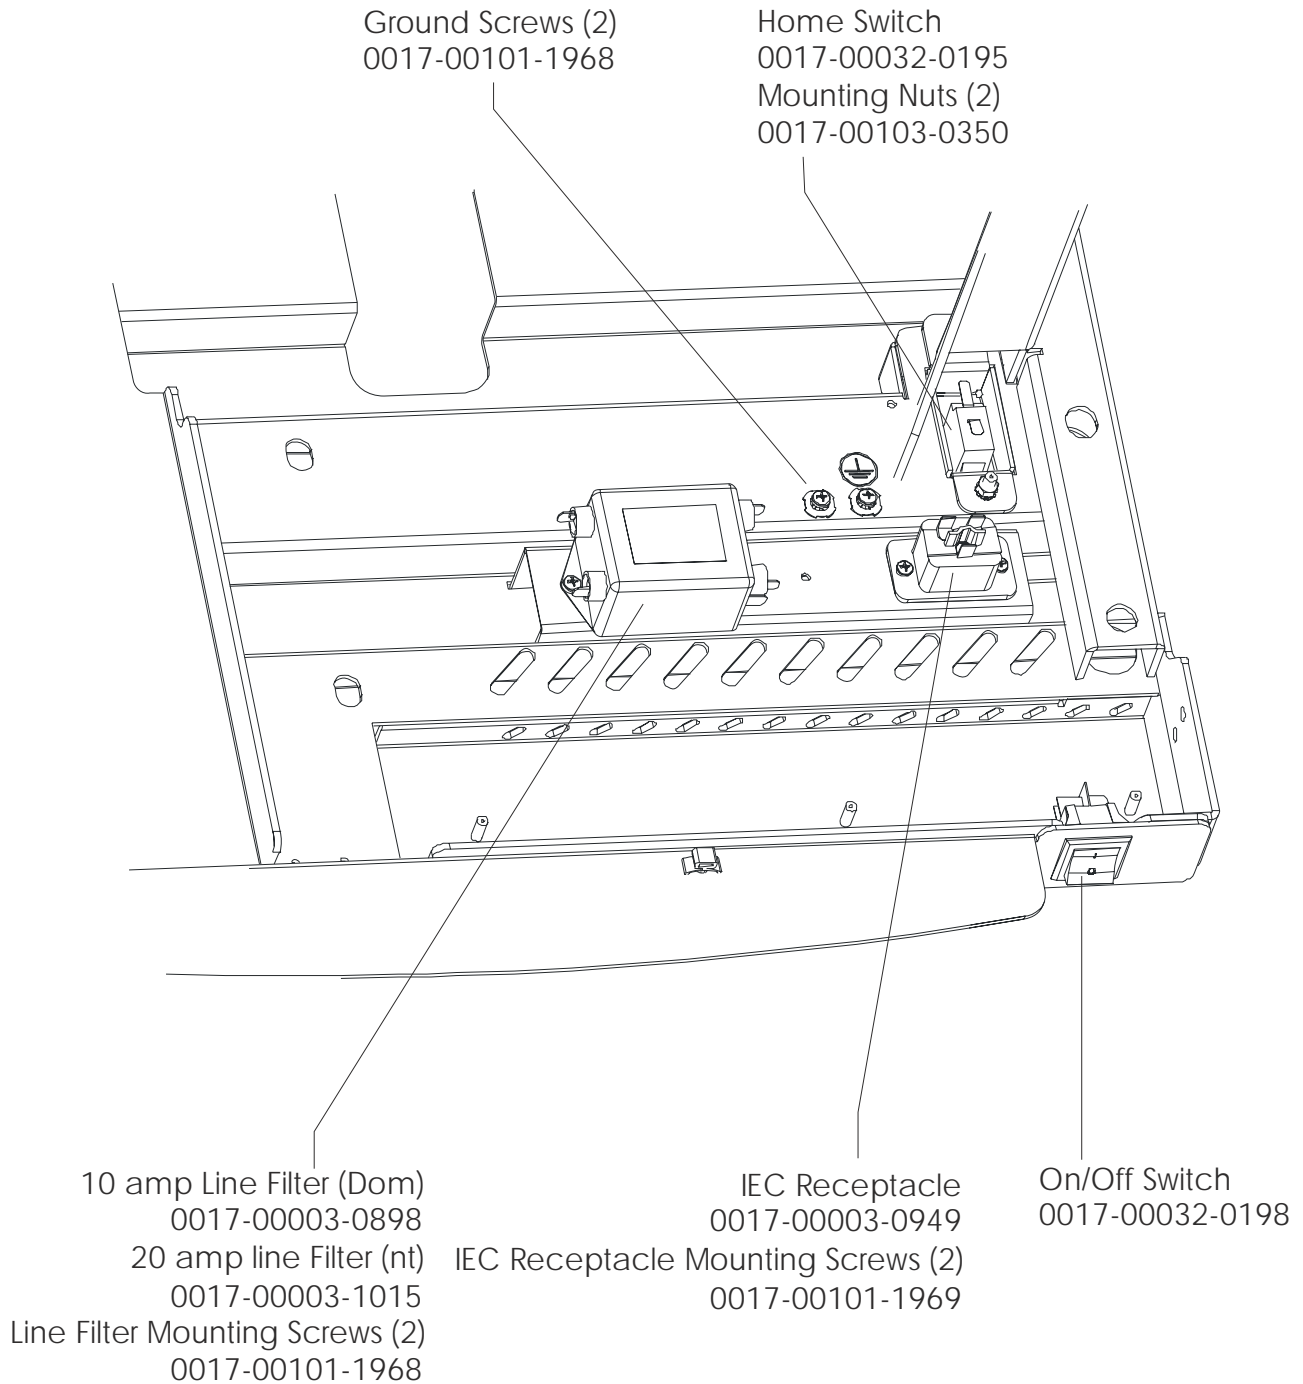 Ground Screws (2)
0017-00101-1968
Home Switch
0017-00032-0195
Mounting Nuts (2)
0017-00103-0350
10 amp Line Filter (Dom)
0017-00003-0898
20 amp line Filter (nt)
0017-00003-1015
Line Filter Mounting Screws (2)
0017-00101-1968
IEC Receptacle
0017-00003-0949
IEC Receptacle Mounting Screws (2)
0017-00101-1969
On/Off Switch
0017-00032-0198